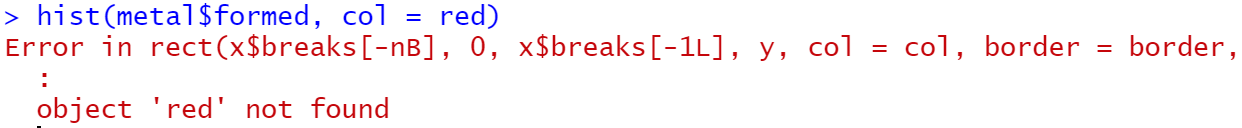 > hist(metal$formed, col = red)
Error in rect(x$breaks[-nB], 0, x$breaks[-1L], y, col = col, border = border,
:
object 'red' not found